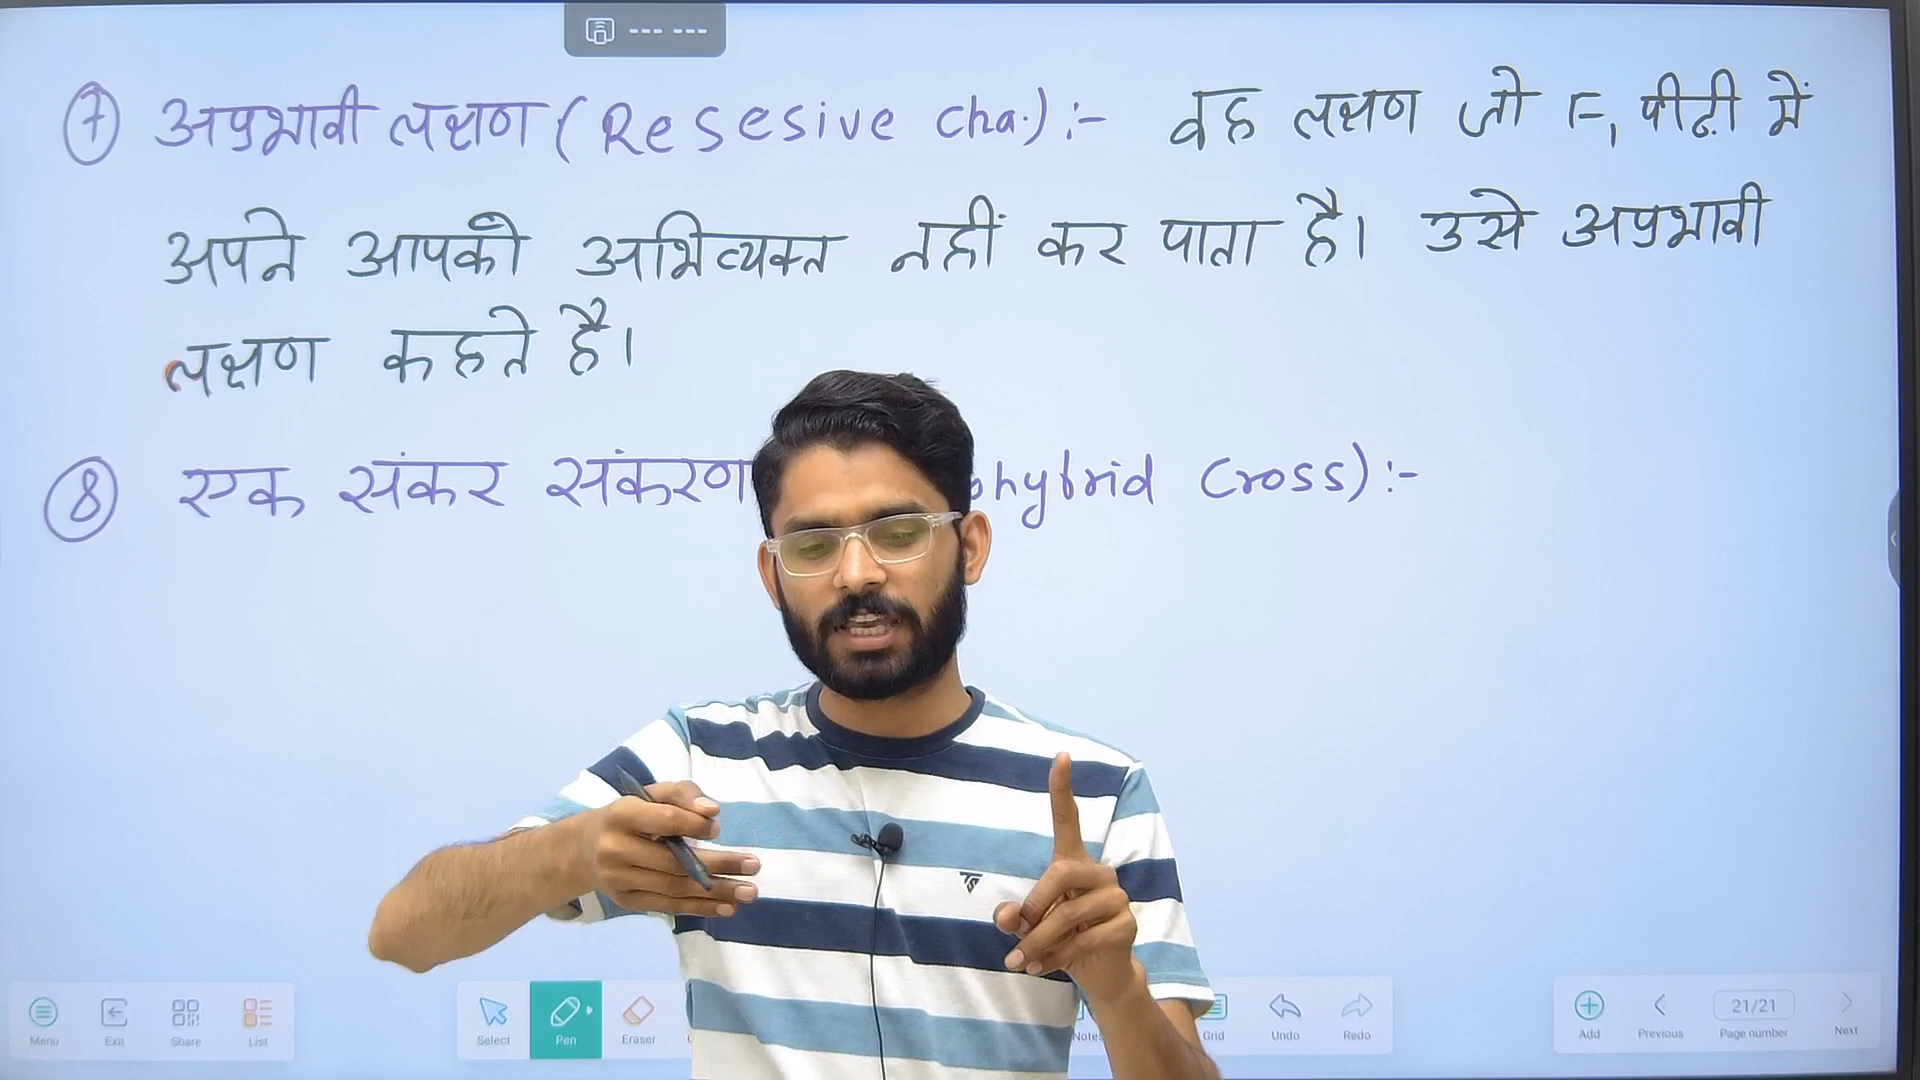 ⑦ अप्रभावी लक्षण (Resesive Cha.) :- वह लक्षण जो F₁ पीढ़ी में
अपने आपको अभिव्यक्त नहीं कर पाता है। उसे अप्रभावी
लक्षण कहते है।
⑧ एक संकर संकरण ohybrid Cross) :-
Menu Exit Share List Select Pen Eraser Notes Grid Undo Redo Add Previous 21/21 Page number Next